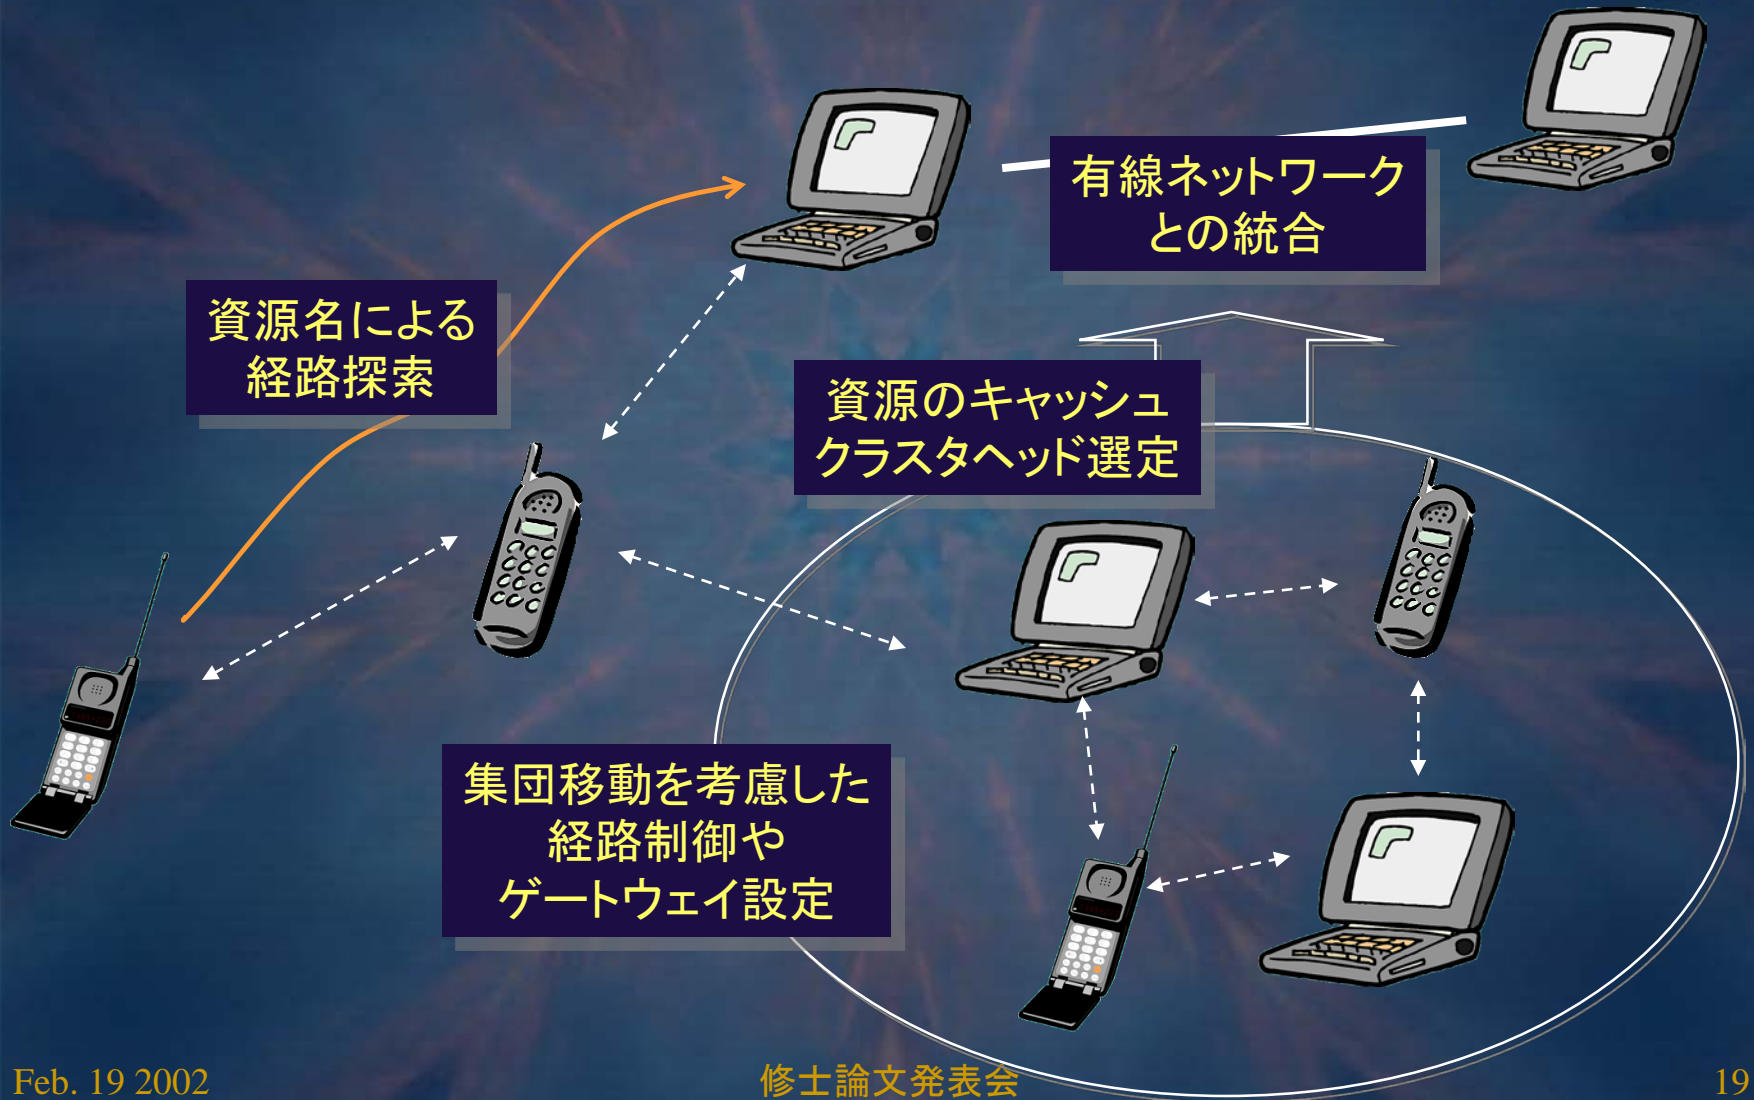 有線ネットワーク
との統合
資源名による
経路探索
資源のキャッシュ
クラスタヘッド選定
集団移動を考慮した
経路制御や
ゲートウェイ設定
Feb. 19 2002
修士論文発表会
19